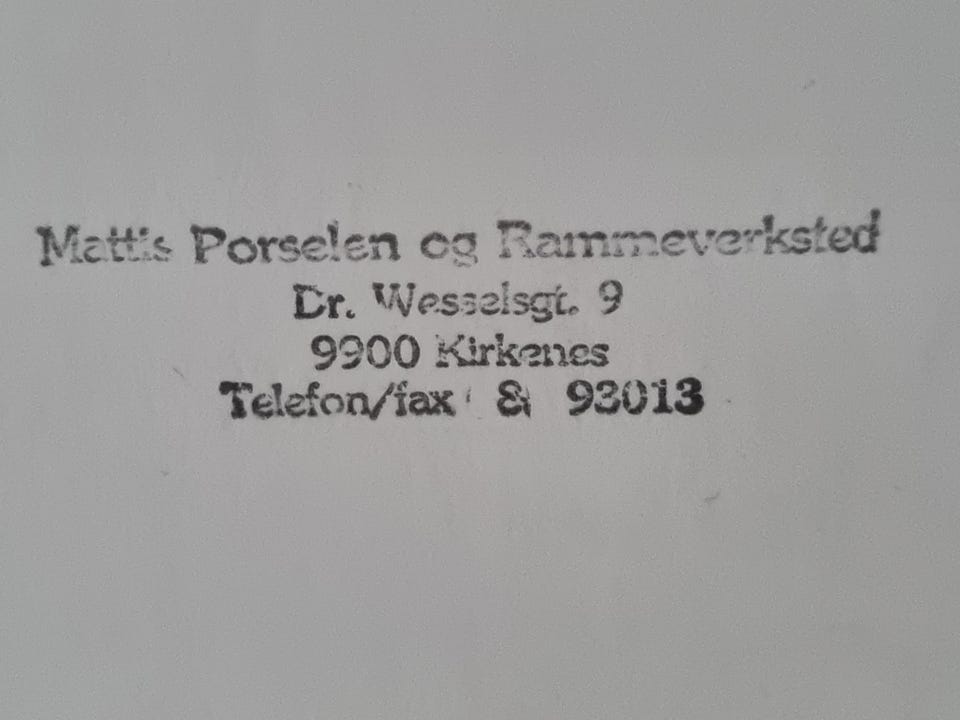 Mattis Porselen og Rammeverksted
Dr. Wesselsgt. 9
9900 Kirkenes
Telefon/fax & 93013